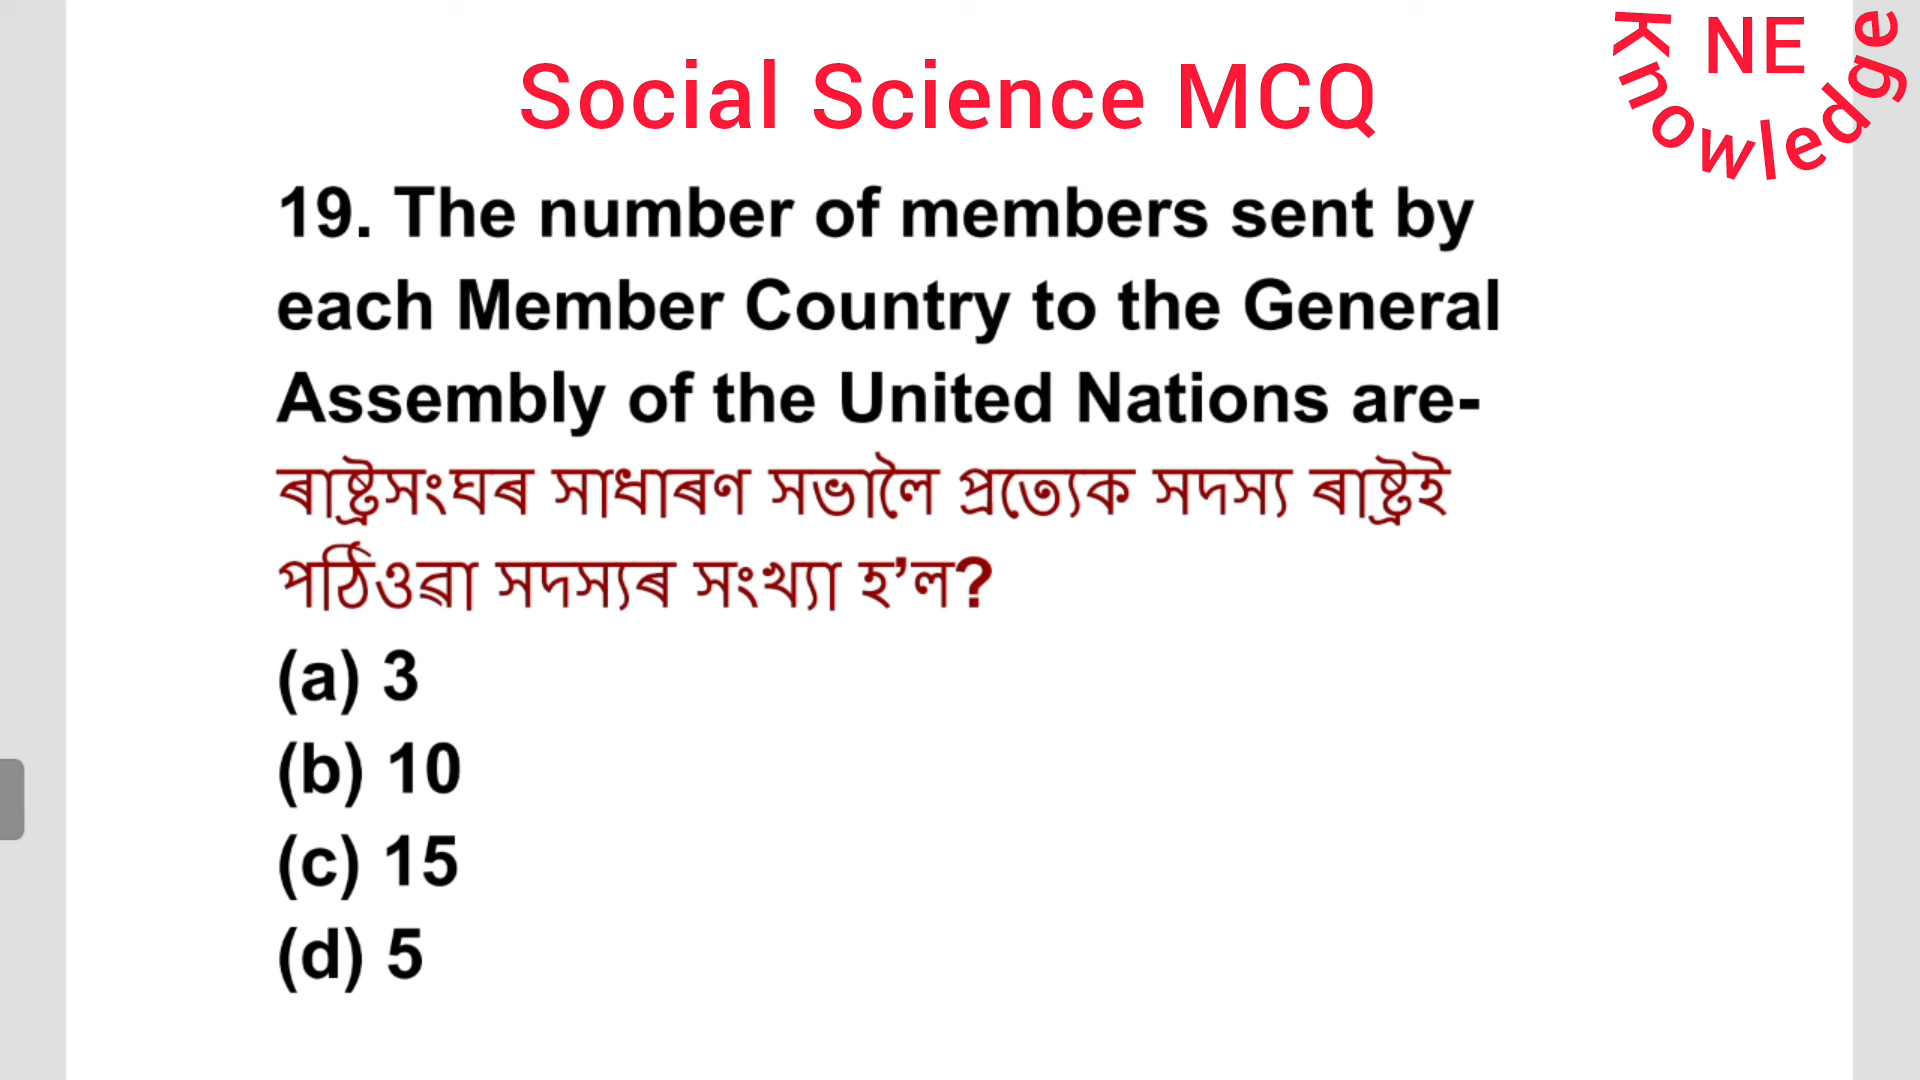 Social Science MCQ
NE
Knowledge
19. The number of members sent by
each Member Country to the General
Assembly of the United Nations are-
ৰাষ্ট্ৰসংঘৰ সাধাৰণ সভালৈ প্ৰত্যেক সদস্য ৰাষ্ট্ৰই
পঠিওৱা সদস্যৰ সংখ্যা হ’ল?
(a) 3
(b) 10
(c) 15
(d) 5